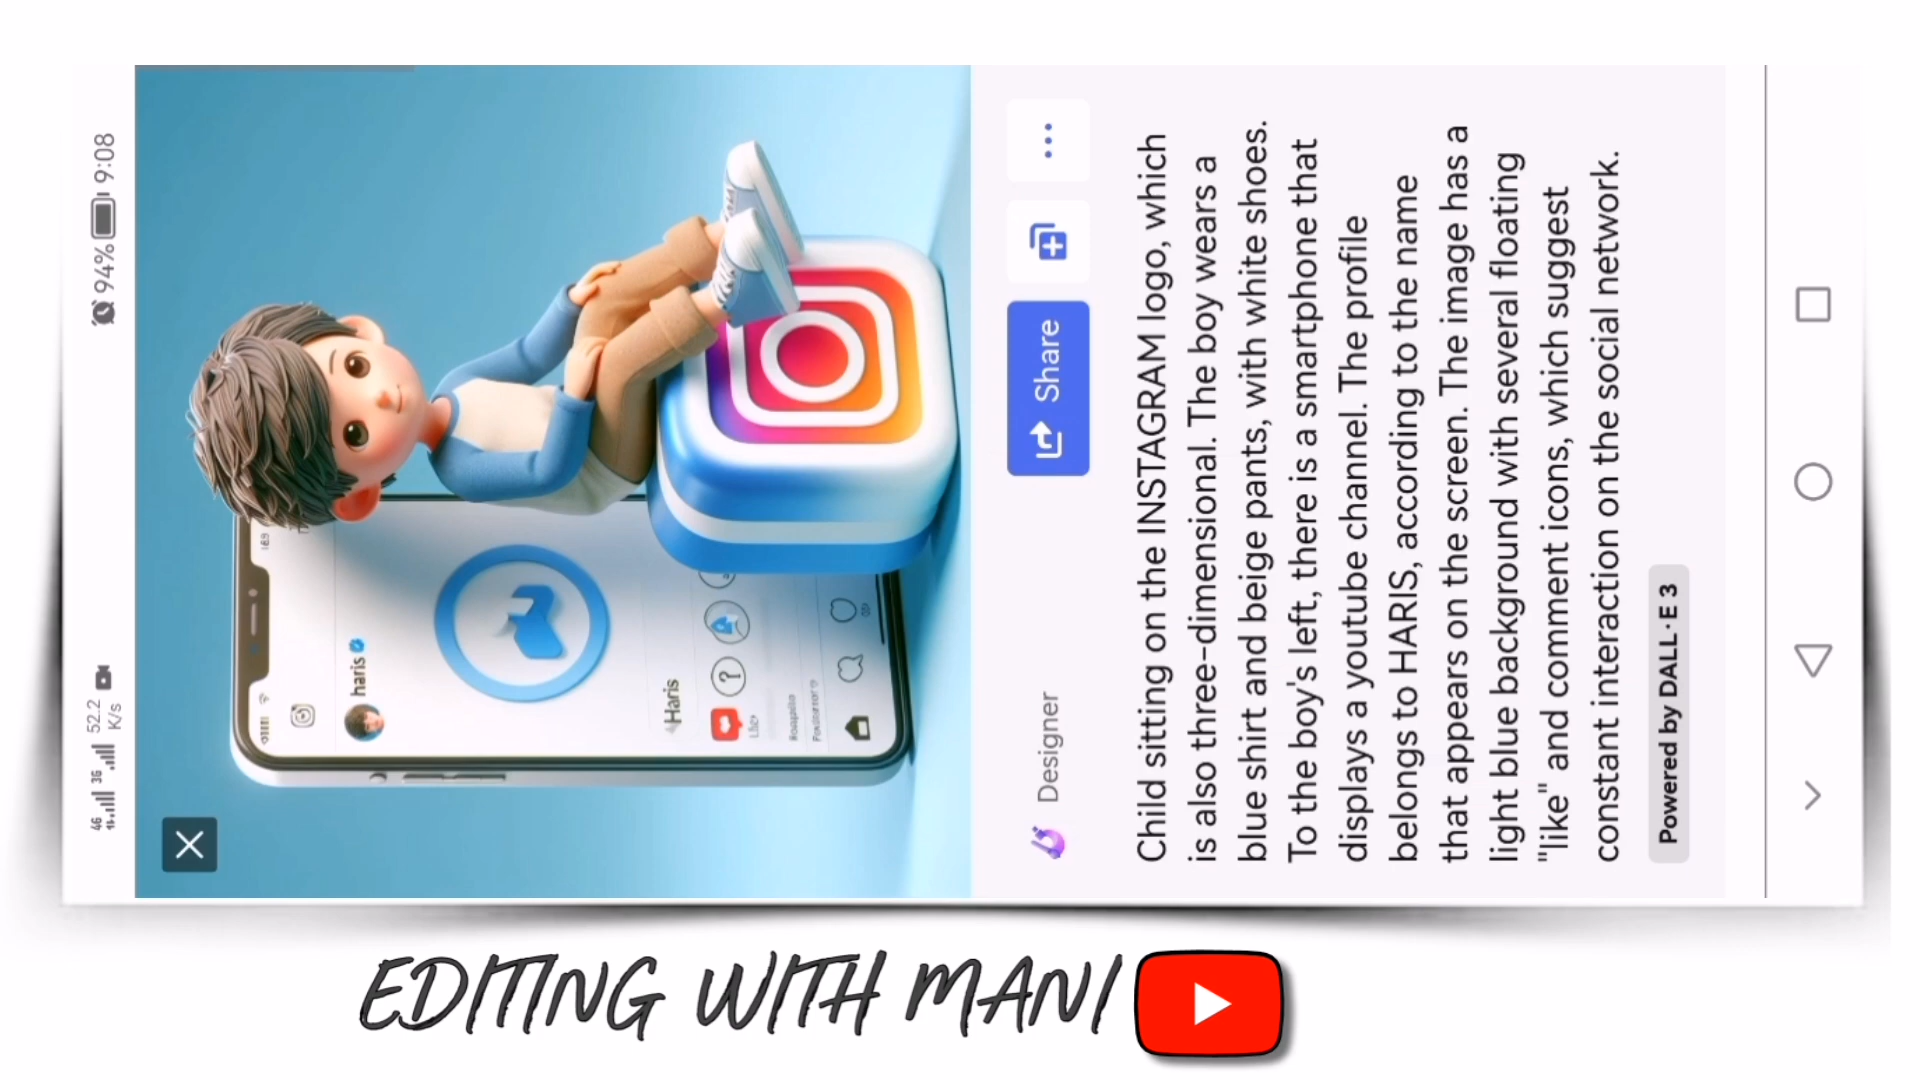 46 3G 52.2 K/s
94% 9:08
haris
Haris
Designer
Share
Child sitting on the INSTAGRAM logo, which
is also three-dimensional. The boy wears a
blue shirt and beige pants, with white shoes.
To the boy's left, there is a smartphone that
displays a youtube channel. The profile
belongs to HARIS, according to the name
that appears on the screen. The image has a
light blue background with several floating
"like" and comment icons, which suggest
constant interaction on the social network.
Powered by DALL·E 3
EDITING WITH MANI